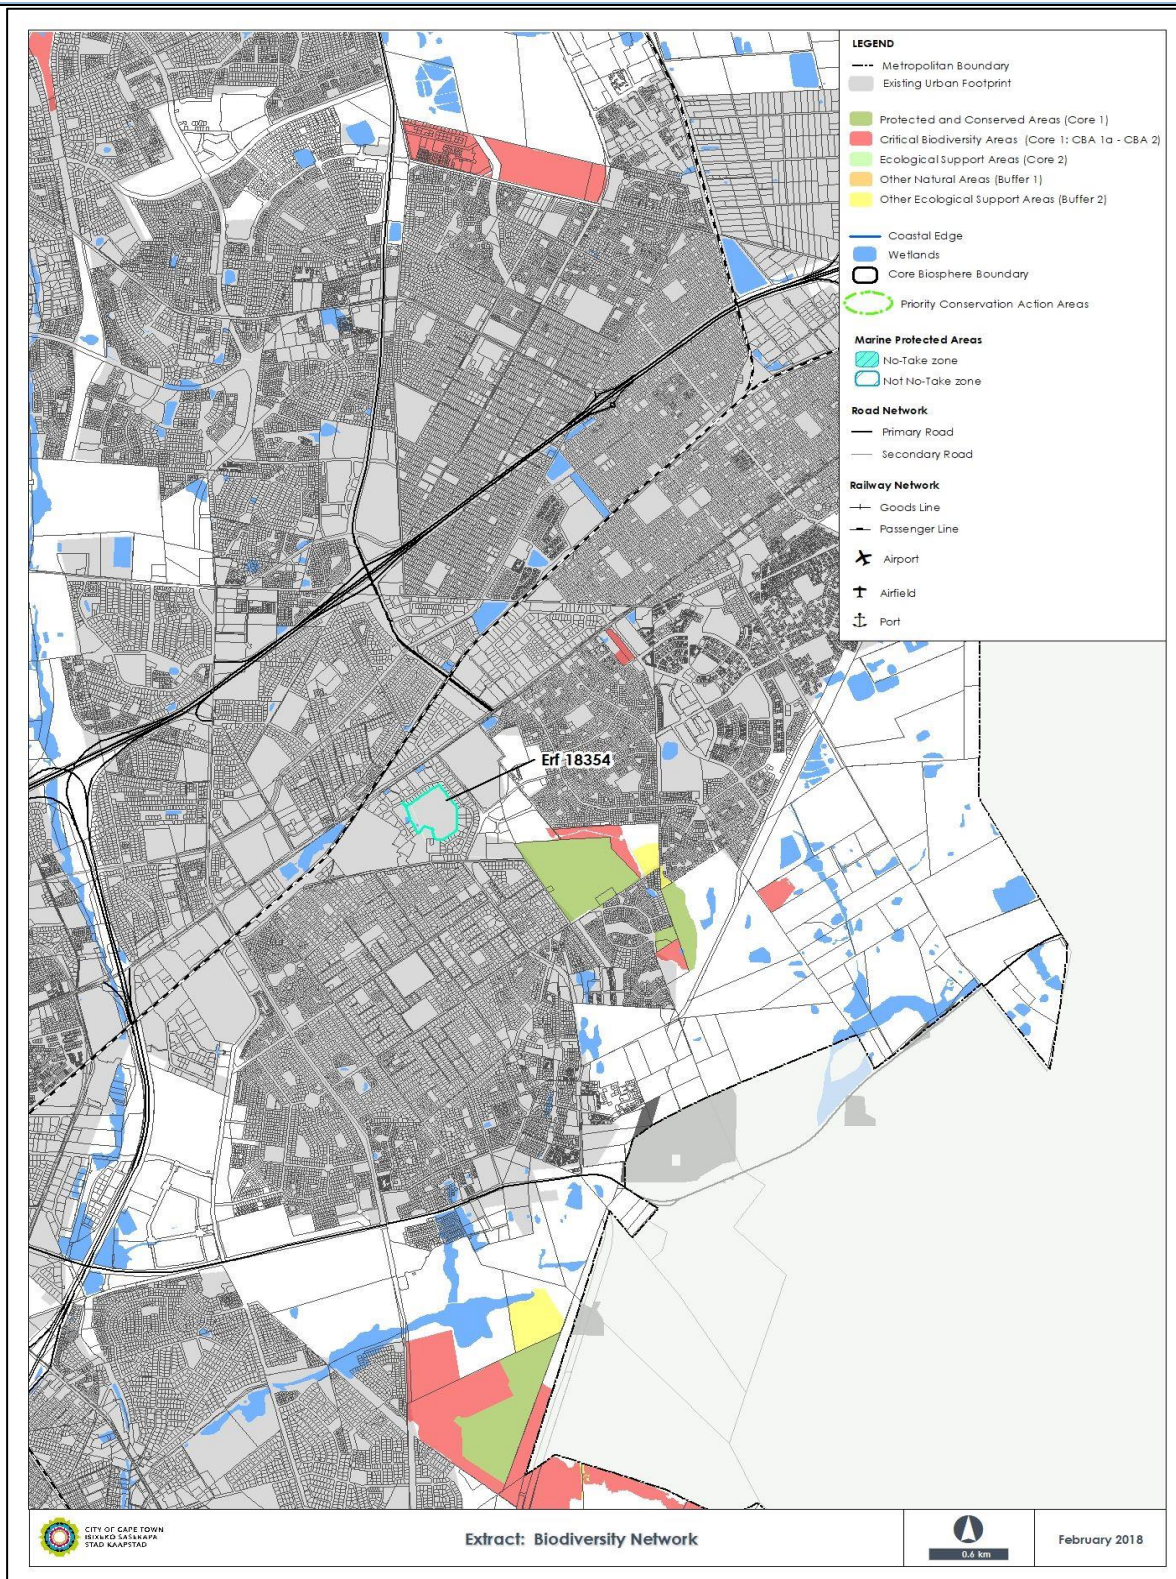 LEGEND
Metropolitan Boundary
Existing Urban Footprint
Protected and Conserved Areas (Core 1)
Critical Biodiversity Areas (Core 1: CBA 1a - CBA 2)
Ecological Support Areas (Core 2)
Other Natural Areas (Buffer 1)
Other Ecological Support Areas (Buffer 2)
Coastal Edge
Wetlands
Core Biosphere Boundary
Priority Conservation Action Areas
Marine Protected Areas
No-Take zone
Not No-Take zone
Road Network
Primary Road
Secondary Road
Railway Network
Goods Line
Passenger Line
Airport
Airfield
Port
Erf 18354
CITY OF CAPE TOWN
ISIXEKO SASEKAPA
STAD KAAPSTAD
Extract: Biodiversity Network
0.6 km
February 2018